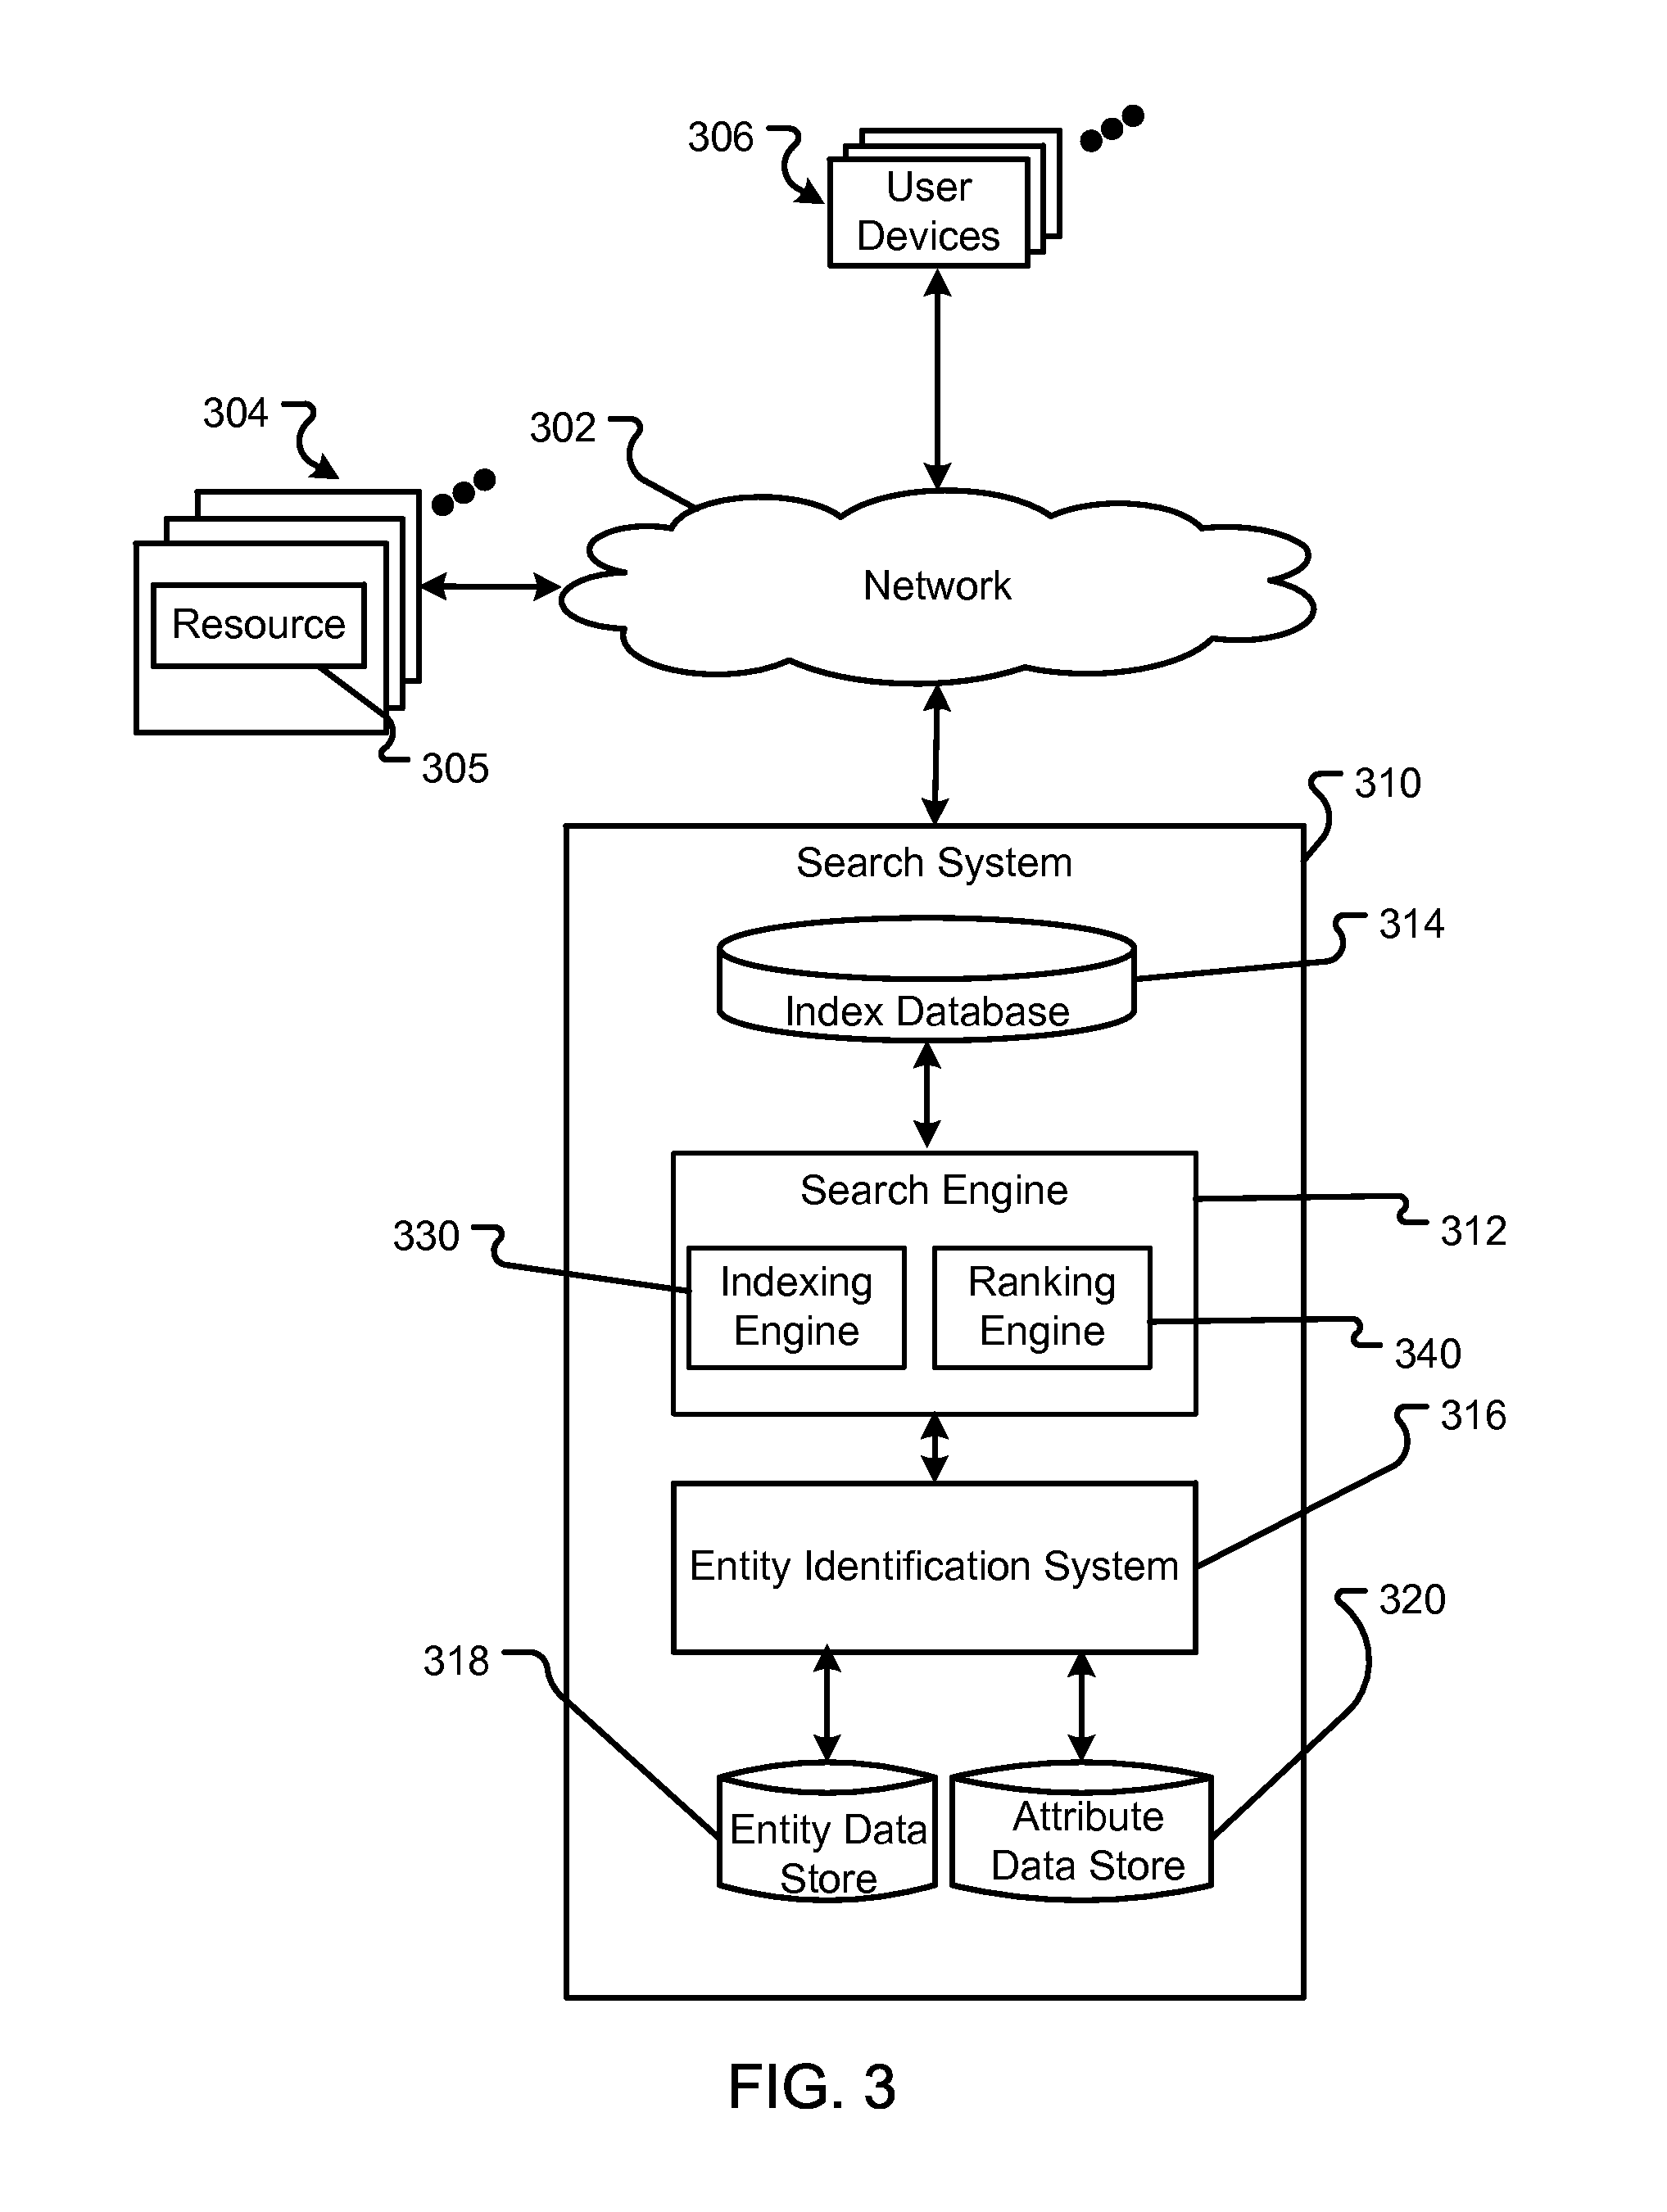 306
User
Devices
304
302
Network
Resource
305
310
Search System
314
Index Database
Search Engine
312
330
Indexing
Engine
Ranking
Engine
340
316
Entity Identification System
320
318
Entity Data
Store
Attribute
Data Store
FIG. 3